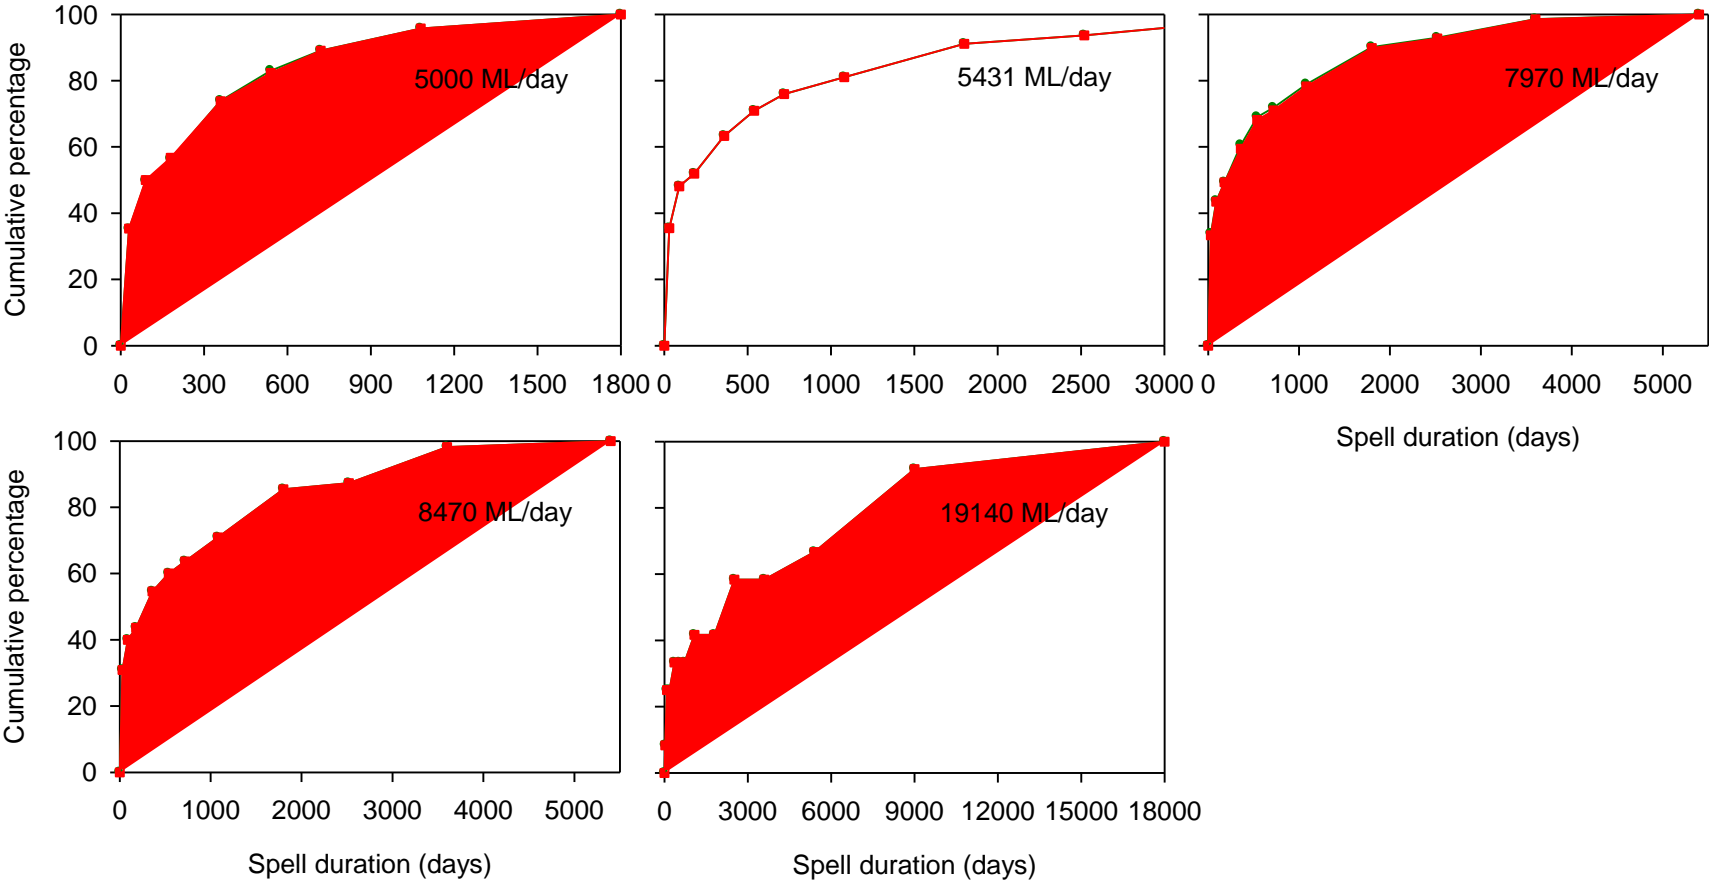 Cumulative percentage
100
80
60
40
20
0
5000 ML/day
0 300 600 900 1200 1500 1800
5431 ML/day
0 500 1000 1500 2000 2500 3000
7970 ML/day
0 1000 2000 3000 4000 5000
Spell duration (days)
Cumulative percentage
100
80
60
40
20
0
8470 ML/day
0 1000 2000 3000 4000 5000
Spell duration (days)
19140 ML/day
0 3000 6000 9000 12000 15000 18000
Spell duration (days)